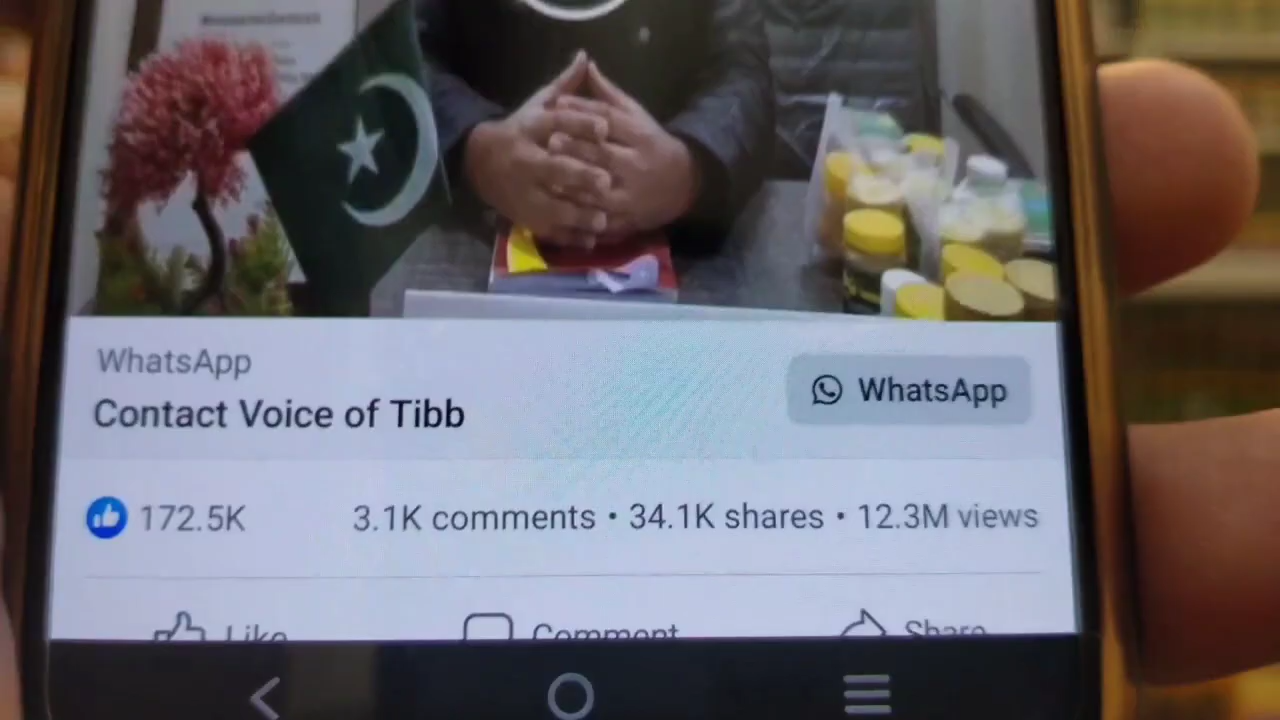 WhatsApp
Contact Voice of Tibb
WhatsApp
172.5K 3.1K comments • 34.1K shares • 12.3M views
Like Comment Share